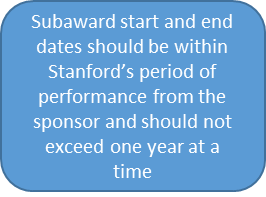 Subaward start and end
dates should be within
Stanford’s period of
performance from the
sponsor and should not
exceed one year at a
time